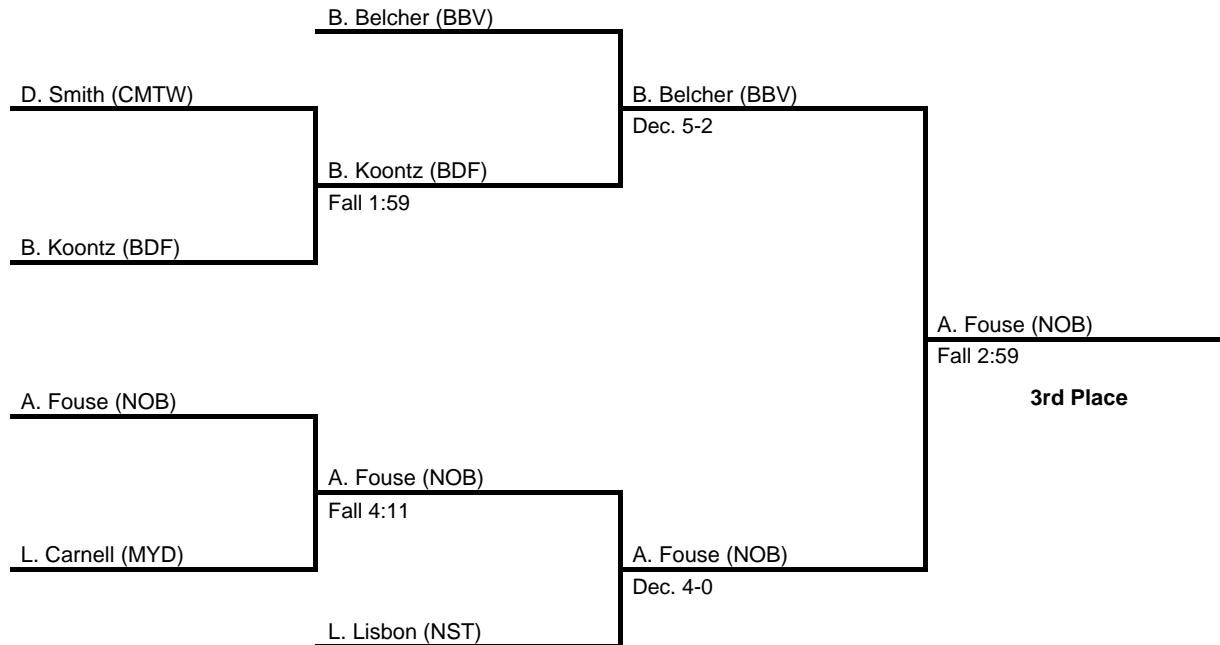 B. Belcher (BBV)
D. Smith (CMTW)
B. Belcher (BBV)
Dec. 5-2
B. Koontz (BDF)
Fall 1:59
B. Koontz (BDF)
A. Fouse (NOB)
Fall 2:59
3rd Place
A. Fouse (NOB)
A. Fouse (NOB)
Fall 4:11
L. Carnell (MYD)
A. Fouse (NOB)
Dec. 4-0
L. Lisbon (NST)